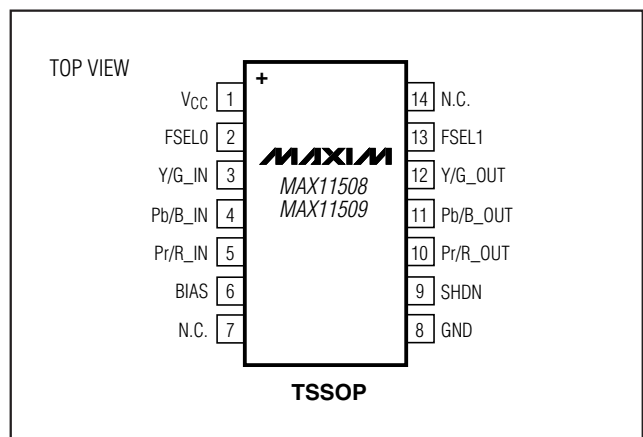 TOP VIEW
+
VCC 1
14 N.C.
FSEL0 2
13 FSEL1
MAXIM
Y/G_IN 3
12 Y/G_OUT
MAX11508
MAX11509
Pb/B_IN 4
11 Pb/B_OUT
Pr/R_IN 5
10 Pr/R_OUT
BIAS 6
9 SHDN
N.C. 7
8 GND
TSSOP